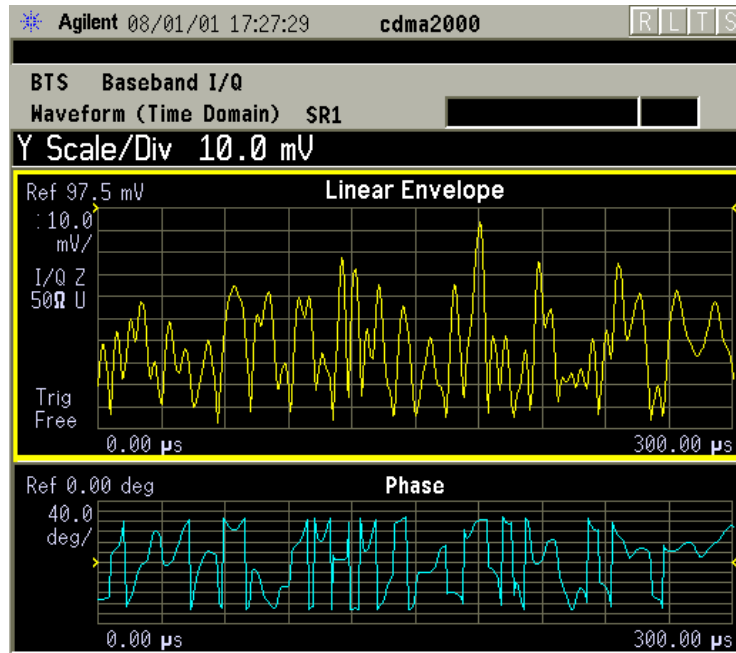 Agilent 08/01/01 17:27:29 cdma2000 R L T S
BTS Baseband I/Q
Waveform (Time Domain) SR1
Y Scale/Div 10.0 mV
Ref 97.5 mV Linear Envelope
10.0
mV/
I/Q Z
50Ω U
Trig
Free
0.00 µs 300.00 µs
Ref 0.00 deg Phase
40.0
deg/
0.00 µs 300.00 µs